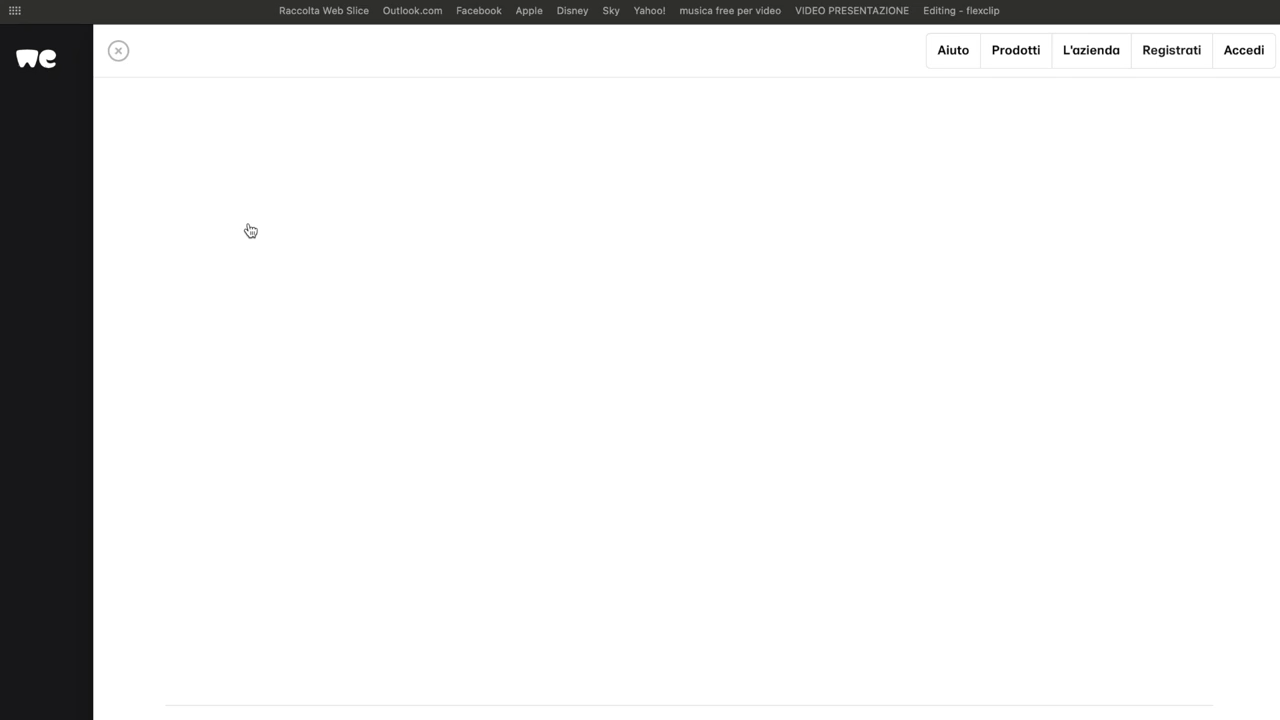 Raccolta Web Slice Outlook.com Facebook Apple Disney Sky Yahoo! musica free per video VIDEO PRESENTAZIONE Editing - flexclip
we
Aiuto Prodotti L'azienda Registrati Accedi